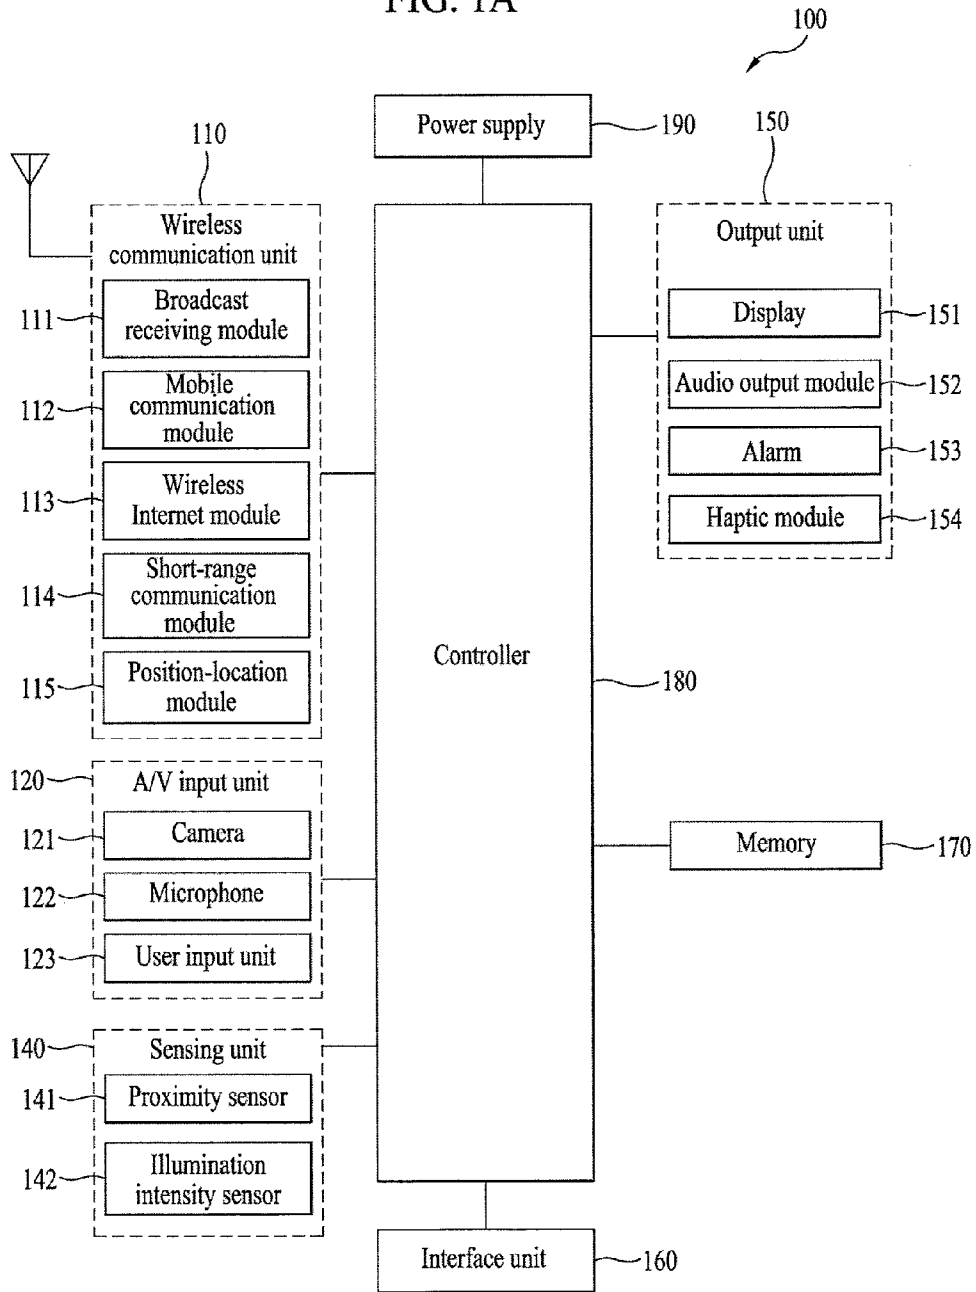 FIG. 1A
100
Power supply
190
110
150
Wireless
communication unit
111
Broadcast
receiving module
112
Mobile
communication
module
113
Wireless
Internet module
114
Short-range
communication
module
115
Position-location
module
120
A/V input unit
121
Camera
122
Microphone
123
User input unit
140
Sensing unit
141
Proximity sensor
142
Illumination
intensity sensor
Controller
180
Output unit
Display
151
Audio output module
152
Alarm
153
Haptic module
154
Memory
170
Interface unit
160